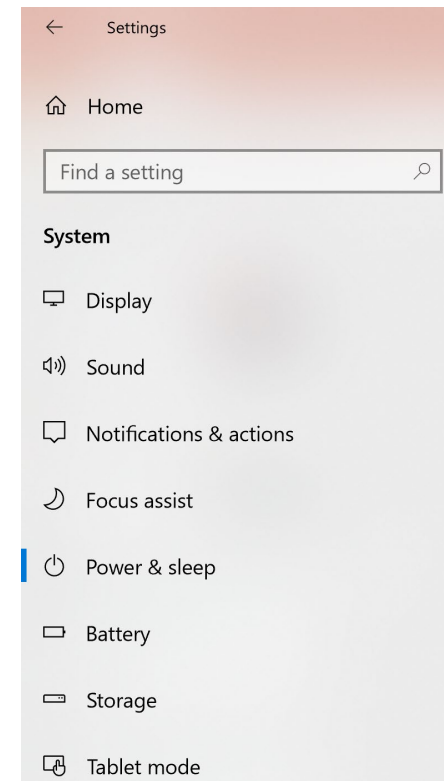 Settings
Home
Find a setting
System
Display
Sound
Notifications & actions
Focus assist
Power & sleep
Battery
Storage
Tablet mode